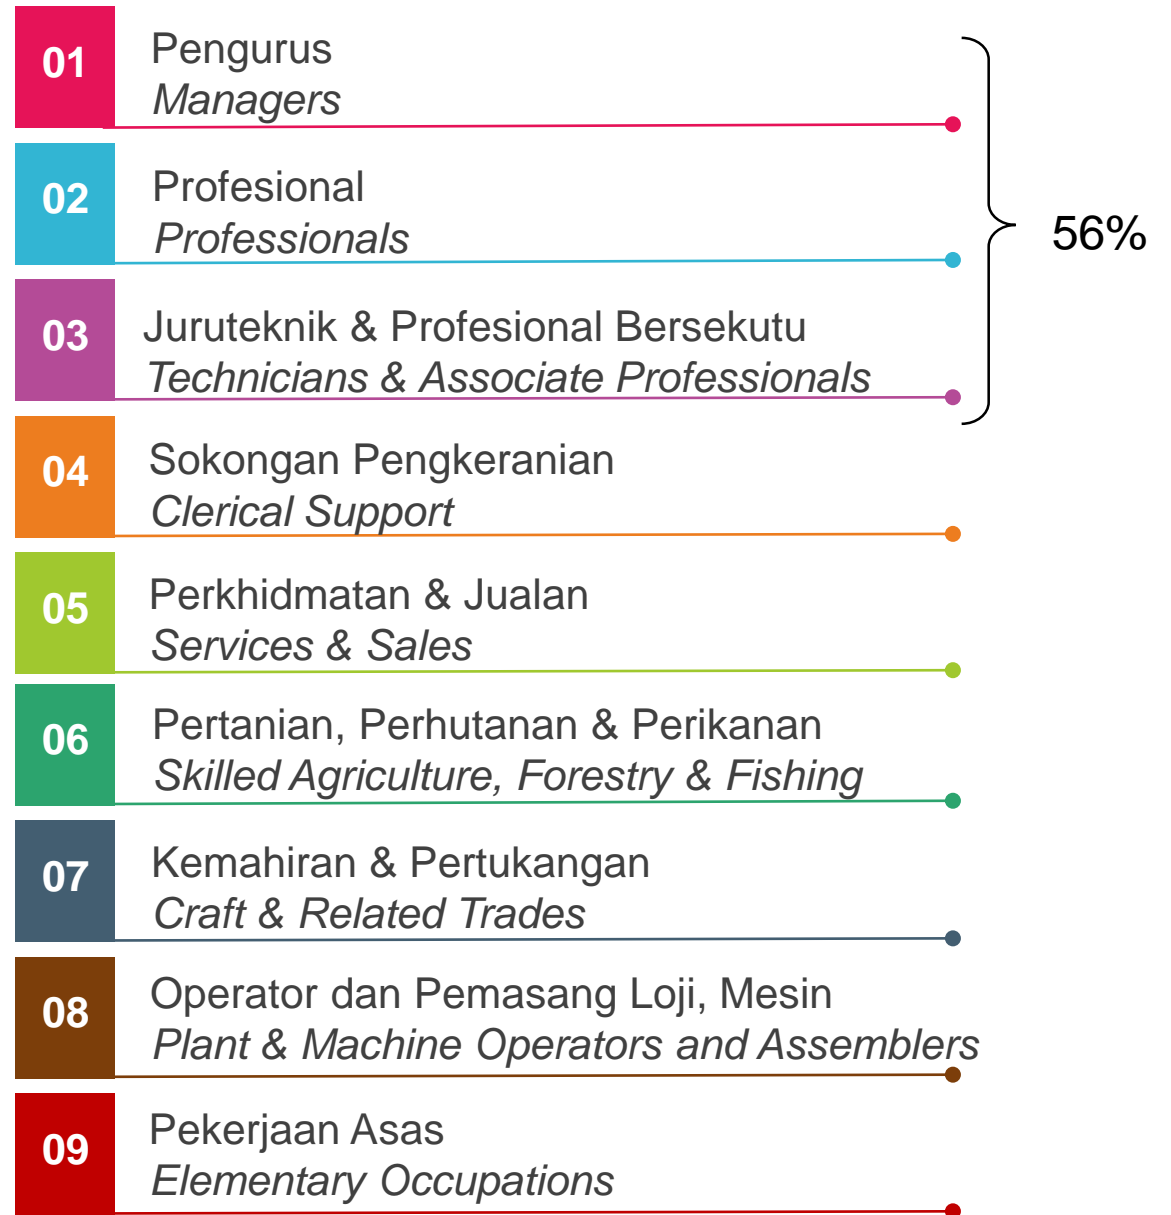 01
Pengurus
Managers
02
Profesional
Professionals
56%
03
Juruteknik & Profesional Bersekutu
Technicians & Associate Professionals
04
Sokongan Pengkeranian
Clerical Support
05
Perkhidmatan & Jualan
Services & Sales
06
Pertanian, Perhutanan & Perikanan
Skilled Agriculture, Forestry & Fishing
07
Kemahiran & Pertukangan
Craft & Related Trades
08
Operator dan Pemasang Loji, Mesin
Plant & Machine Operators and Assemblers
09
Pekerjaan Asas
Elementary Occupations